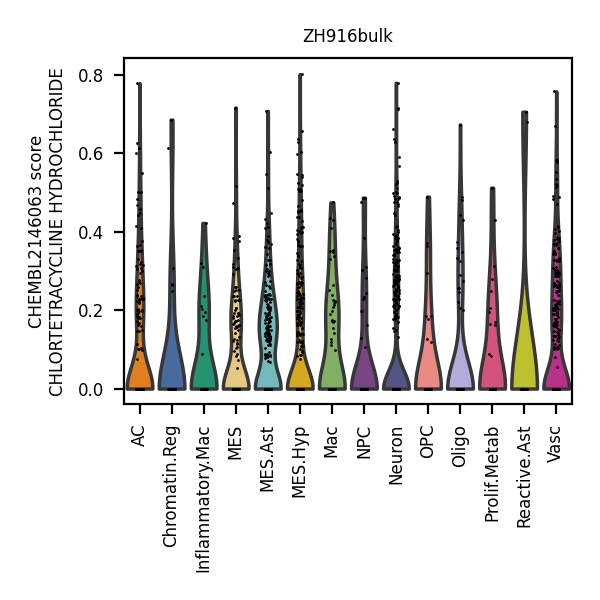 ZH916bulk
CHEMBL2146063 score
CHLORTETRACYCLINE HYDROCHLORIDE
0.8
0.6
0.4
0.2
0.0
AC
Chromatin.Reg
Inflammatory.Mac
MES
MES.Ast
MES.Hyp
Mac
NPC
Neuron
OPC
Oligo
Prolif.Metab
Reactive.Ast
Vasc